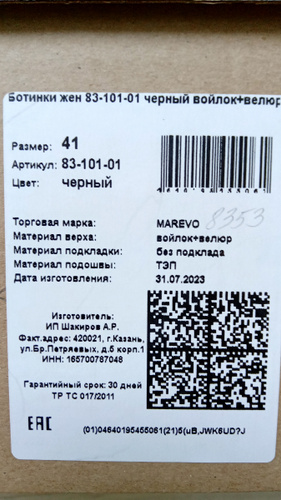 Ботинки жен 83-101-01 черный войлок+велюр
Размер: 41
Артикул: 83-101-01
Цвет: черный
Торговая марка: MAREVO
8353
Материал верха: войлок+велюр
Материал подкладки: без подклада
Материал подошвы: ТЭП
Дата изготовления: 31.07.2023
Изготовитель:
ИП Шакиров А.Р.
Факт.адрес: 420021, г.Казань,
ул.Бр.Петряевых, д.5 корп.1
ИНН: 165700787048
Гарантийный срок: 30 дней
ТР ТС 017/2011
EAC
(01)04640195455061(21)5(uB,JWK6UD?J